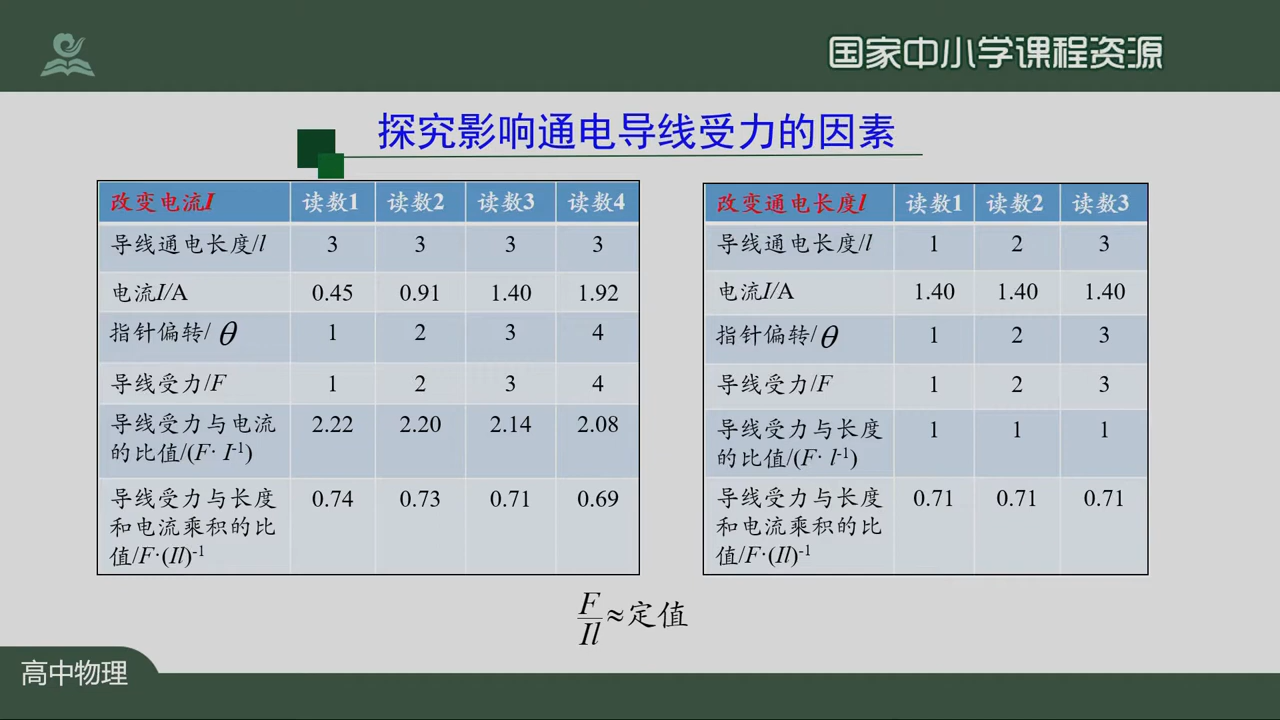 国家中小学课程资源
探究影响通电导线受力的因素
改变电流I 读数1 读数2 读数3 读数4
导线通电长度/l 3 3 3 3
电流I/A 0.45 0.91 1.40 1.92
指针偏转/θ 1 2 3 4
导线受力/F 1 2 3 4
导线受力与电流 2.22 2.20 2.14 2.08
的比值/(F· I⁻¹)
导线受力与长度 0.74 0.73 0.71 0.69
和电流乘积的比
值/F·(Il)⁻¹
改变通电长度l 读数1 读数2 读数3
导线通电长度/l 1 2 3
电流I/A 1.40 1.40 1.40
指针偏转/θ 1 2 3
导线受力/F 1 2 3
导线受力与长度 1 1 1
的比值/(F· l⁻¹)
导线受力与长度 0.71 0.71 0.71
和电流乘积的比
值/F·(Il)⁻¹
F/Il≈定值
高中物理